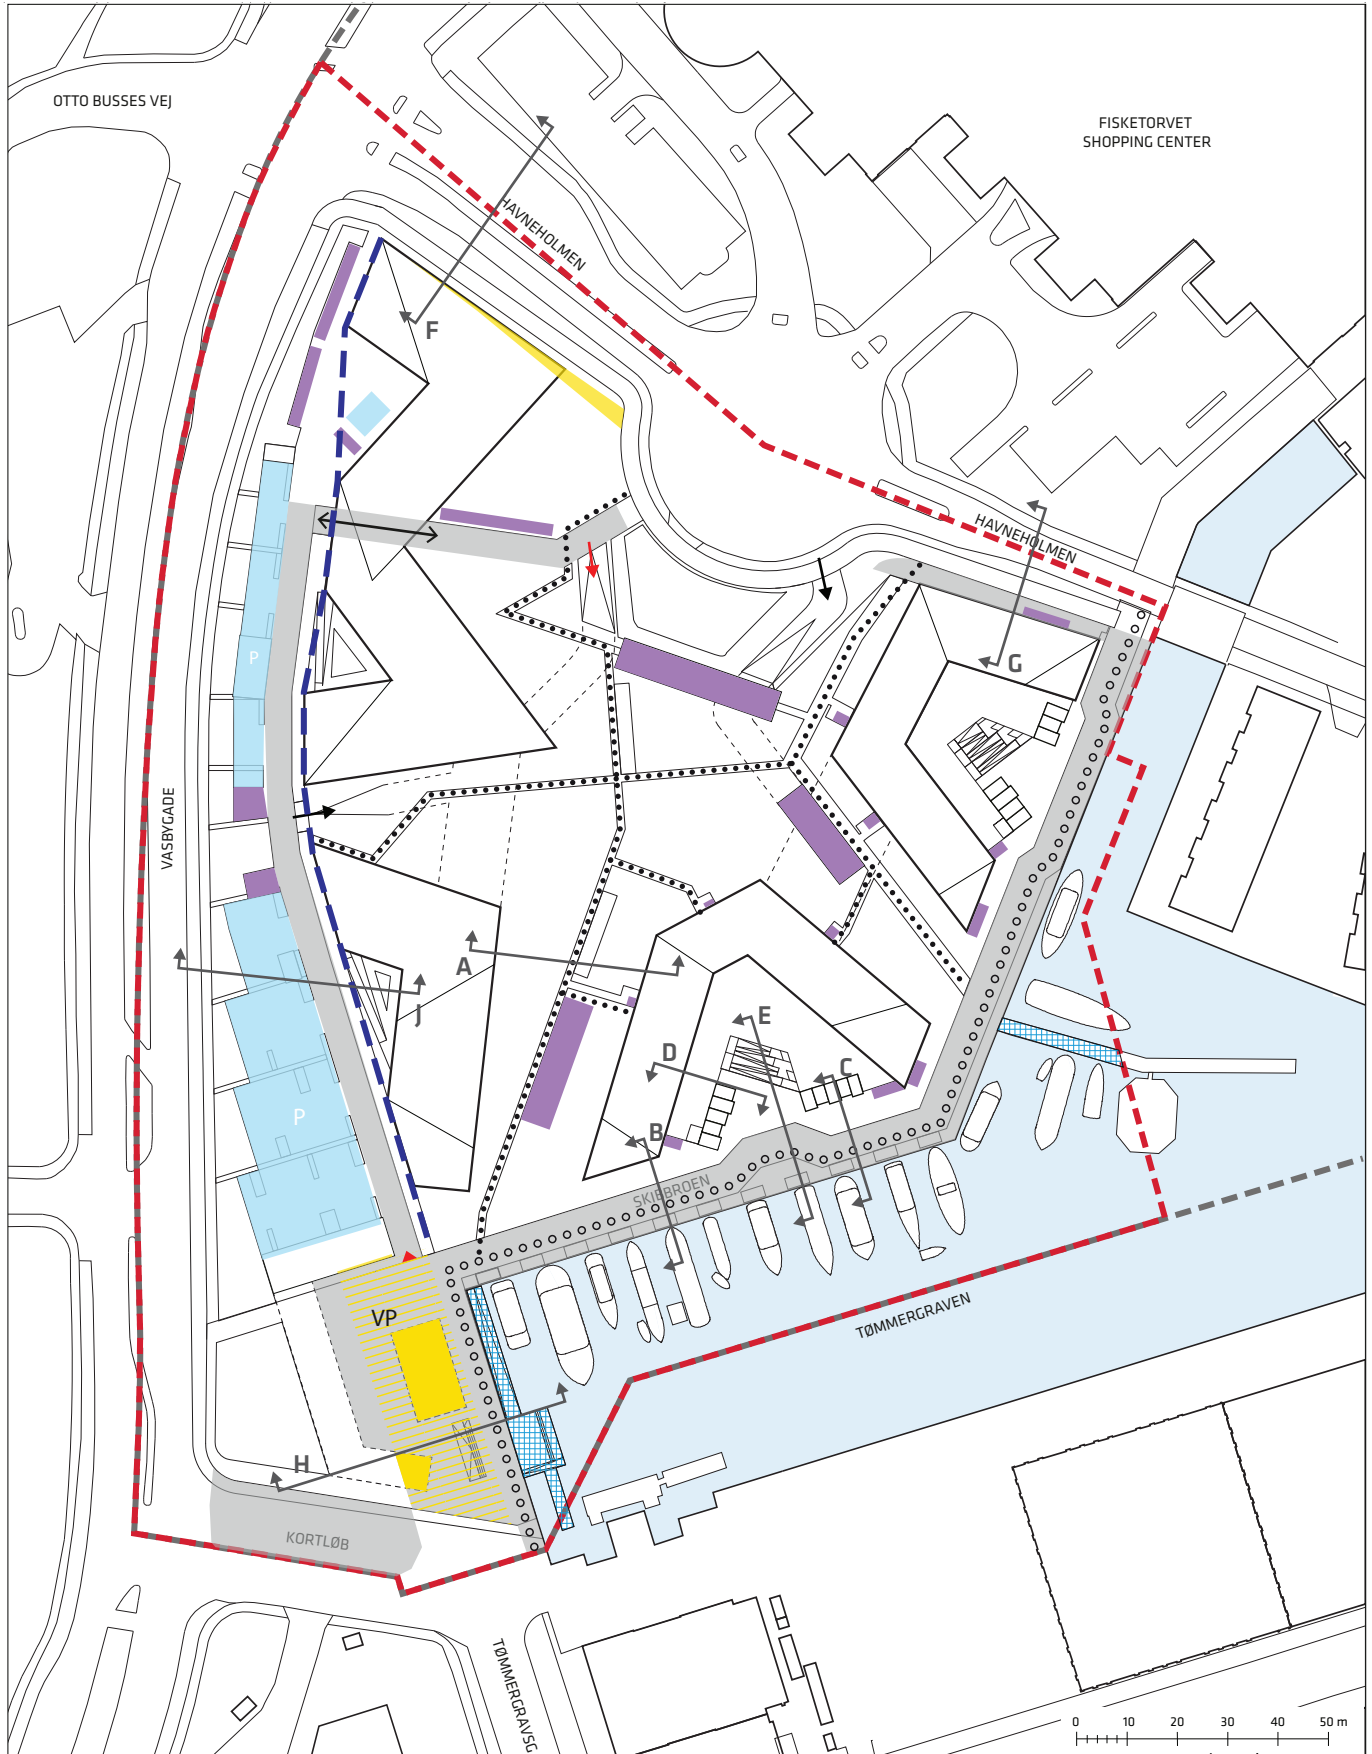 OTTO BUSSES VEJ
FISKETORVET
SHOPPING CENTER
HAVNEHOLMEN
F
HAVNEHOLMEN
G
P
VASBYGADE
A
J
E
D
C
P
B
SKIBBROEN
VP
TØMMERGRAVEN
H
KORTLØB
TØMMERGRAVSG
0 10 20 30 40 50 m